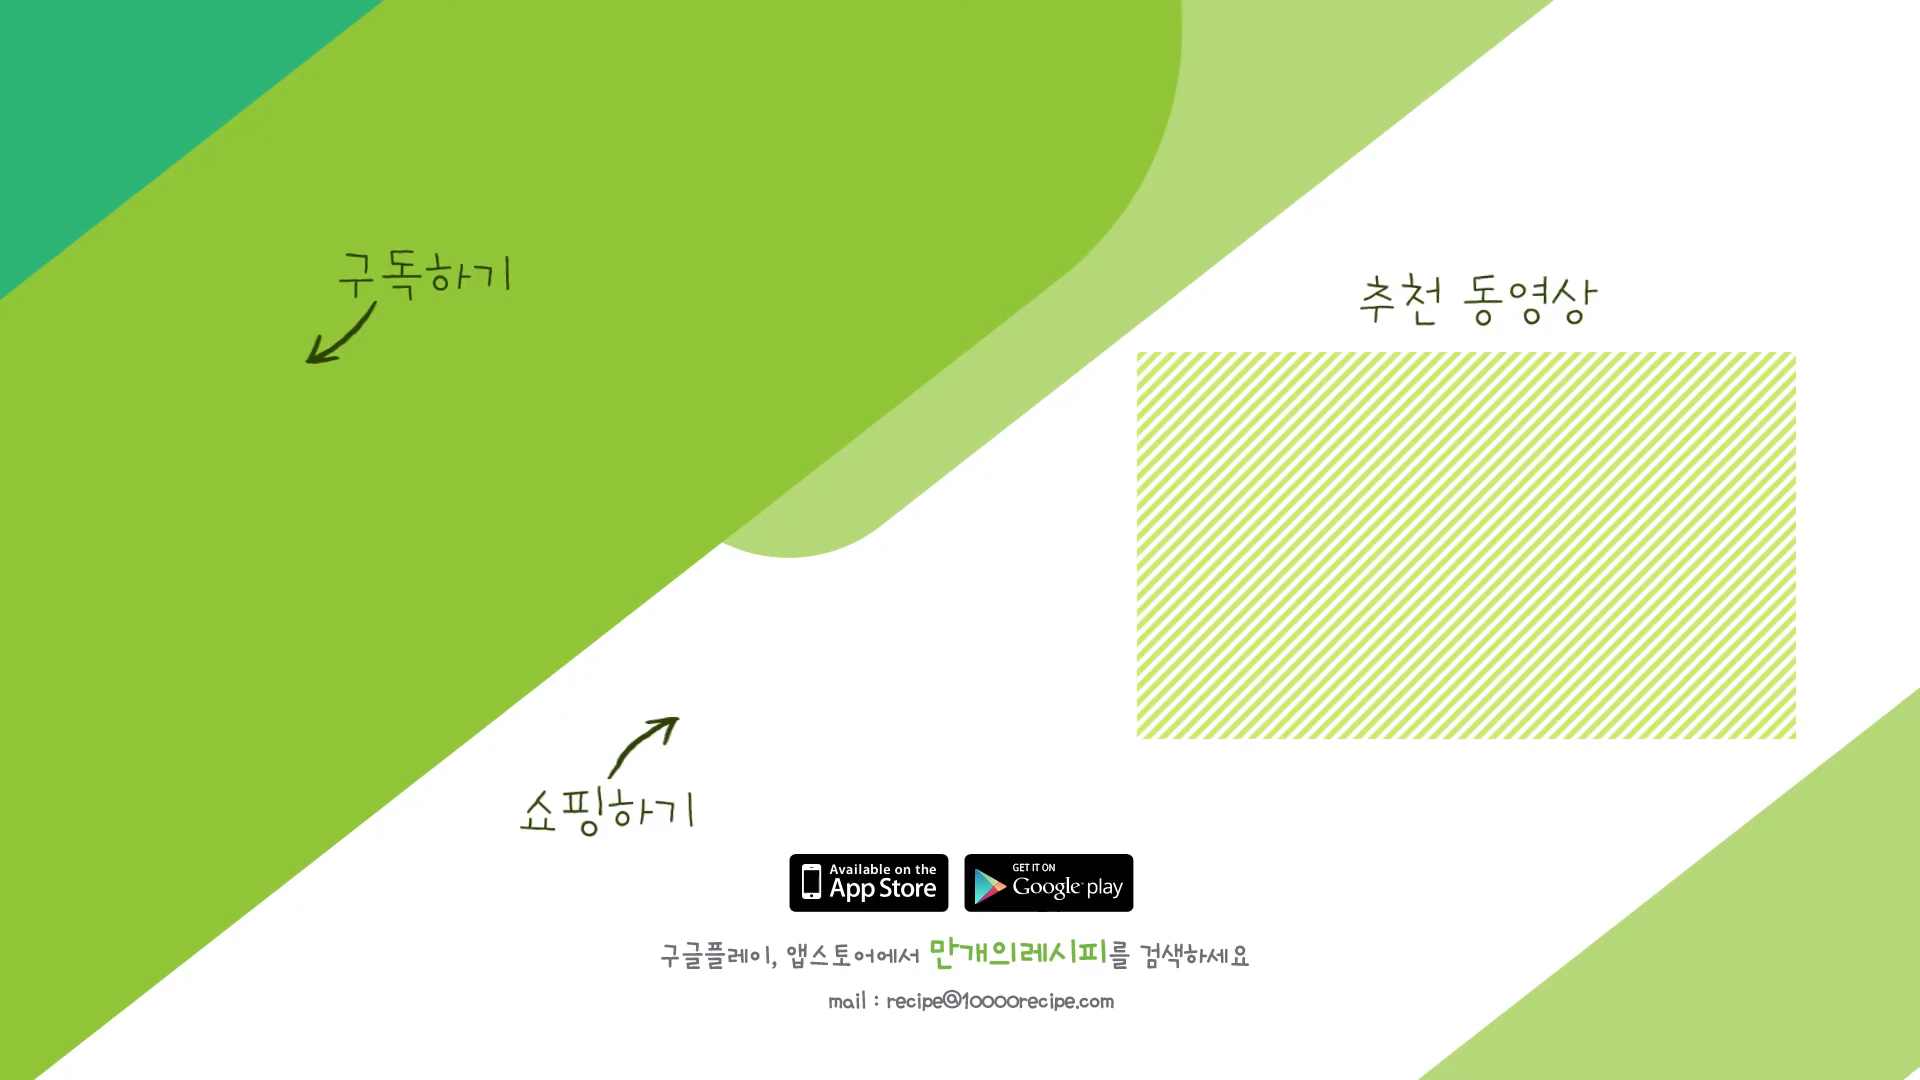 구독하기
추천 동영상
쇼핑하기
Available on the
App Store
GET IT ON
Google play
구글플레이, 앱스토어에서 만개의레시피를 검색하세요
mail : recipe@10000recipe.com